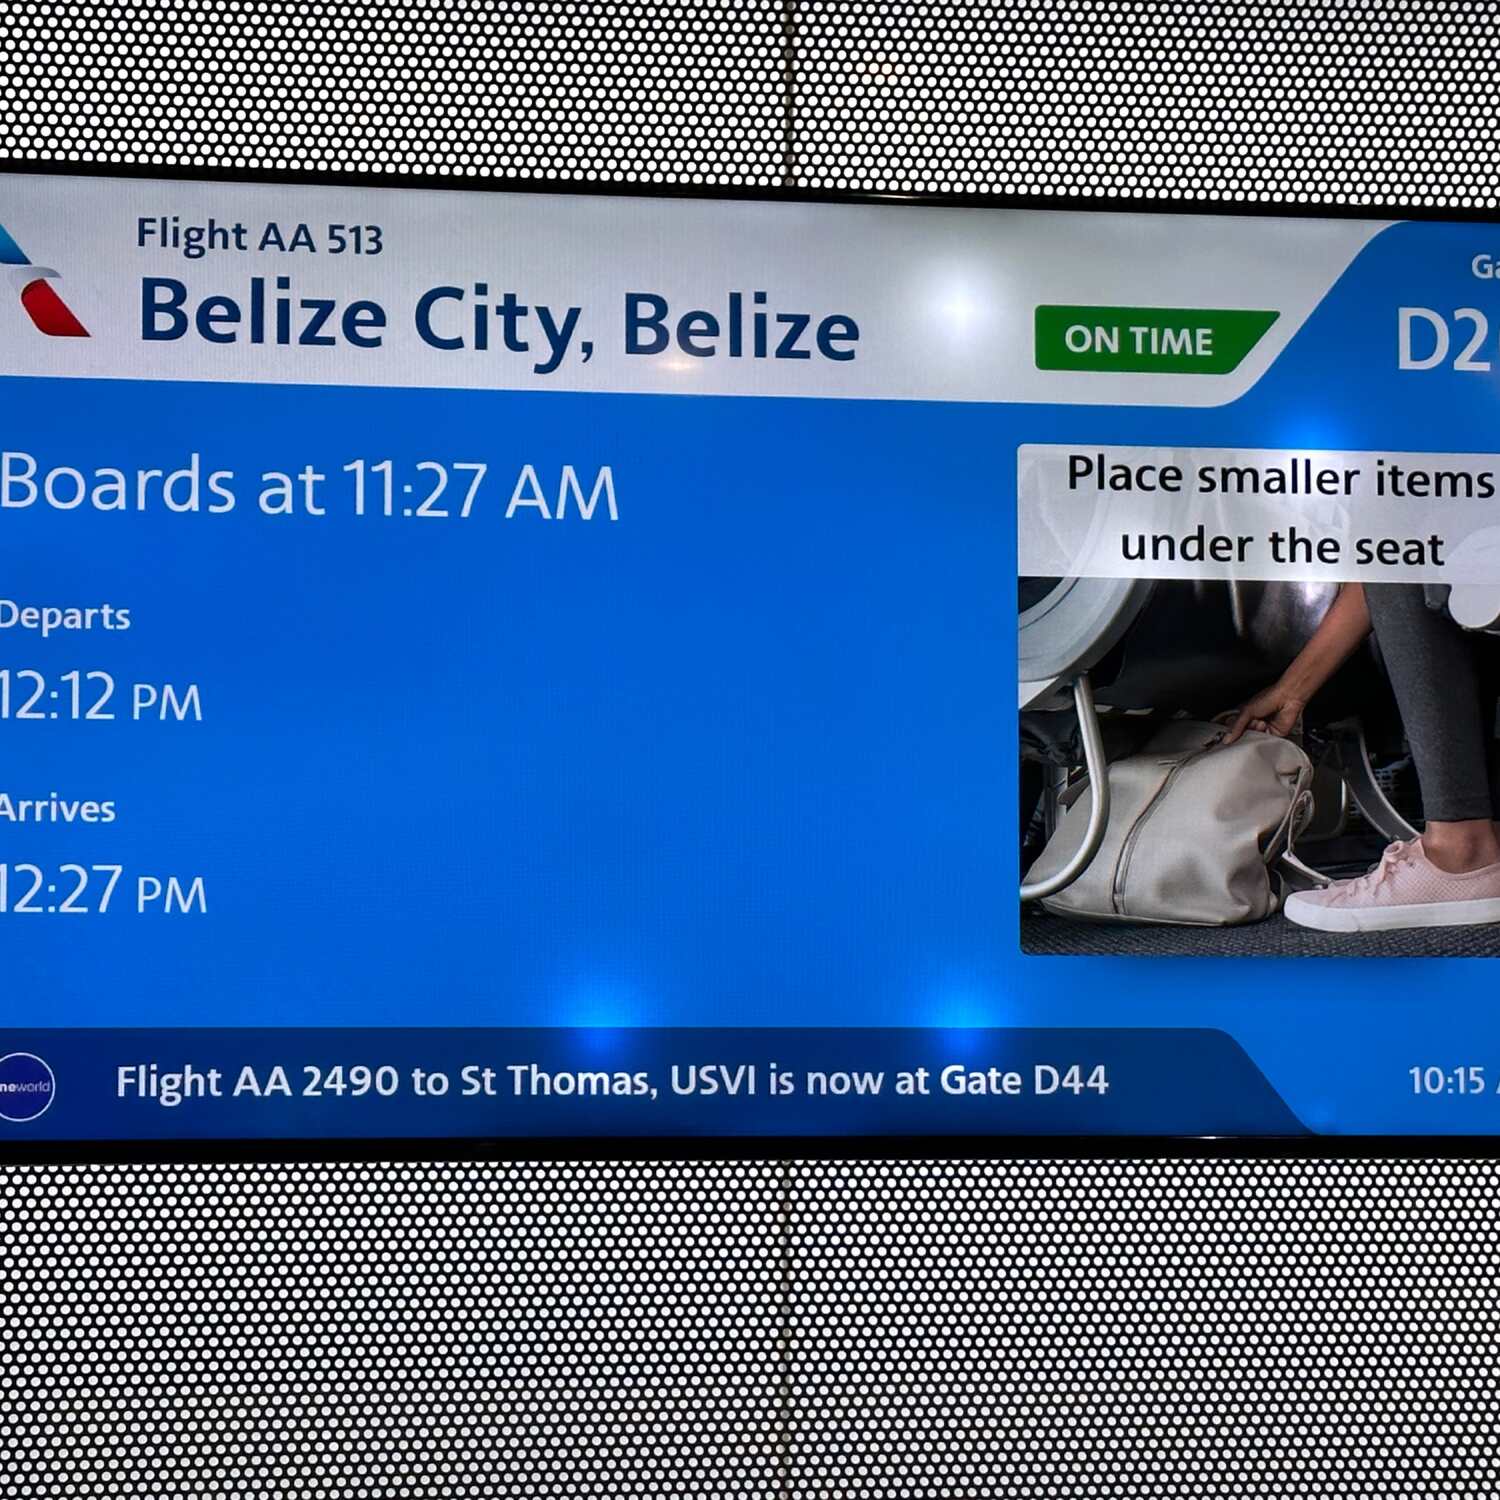 Flight AA 513
Belize City, Belize
ON TIME
D2
Boards at 11:27 AM
Departs
12:12 PM
Arrives
12:27 PM
Place smaller items
under the seat
neworld
Flight AA 2490 to St Thomas, USVI is now at Gate D44
10:15